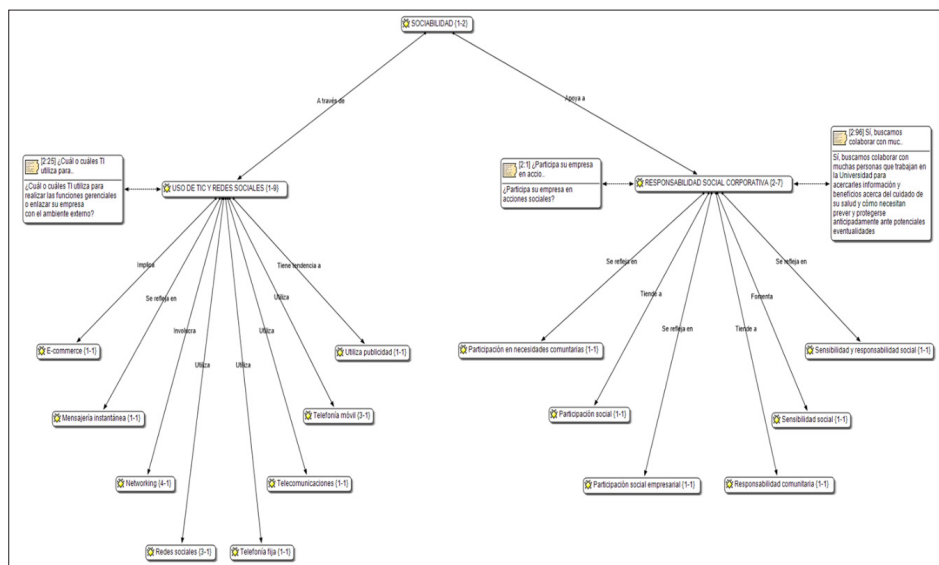 SOCIABILIDAD {1-2}
A través de
Apoya a
[2:25] ¿Cuál o cuáles TI
utiliza para..
¿Cuál o cuáles TI utiliza para
realizar las funciones gerenciales
o enlazar su empresa
con el ambiente externo?
USO DE TIC Y REDES SOCIALES {1-9}
[2:1] ¿Participa su empresa
en accio..
¿Participa su empresa en
acciones sociales?
RESPONSABILIDAD SOCIAL CORPORATIVA {2-7}
[2:96] Sí, buscamos
colaborar con muc..
Sí, buscamos colaborar con
muchas personas que trabajan en
la Universidad para
acercarles información y
beneficios acerca del cuidado de
su salud y cómo necesitan
prever y protegerse
anticipadamente ante potenciales
eventualidades
Implica
Tiene tendencia a
Se refleja en
Utiliza
Involucra
Utiliza
Utiliza
Utiliza
Se refleja en
Se refleja en
Tiende a
Fomenta
Se refleja en
Tiende a
E-commerce {1-1}
Utiliza publicidad {1-1}
Mensajería instantánea {1-1}
Telefonía móvil {3-1}
Networking {4-1}
Telecomunicaciones {1-1}
Redes sociales {3-1}
Telefonía fija {1-1}
Participación en necesidades comunitarias {1-1}
Sensibilidad y responsabilidad social {1-1}
Participación social {1-1}
Sensibilidad social {1-1}
Participación social empresarial {1-1}
Responsabilidad comunitaria {1-1}